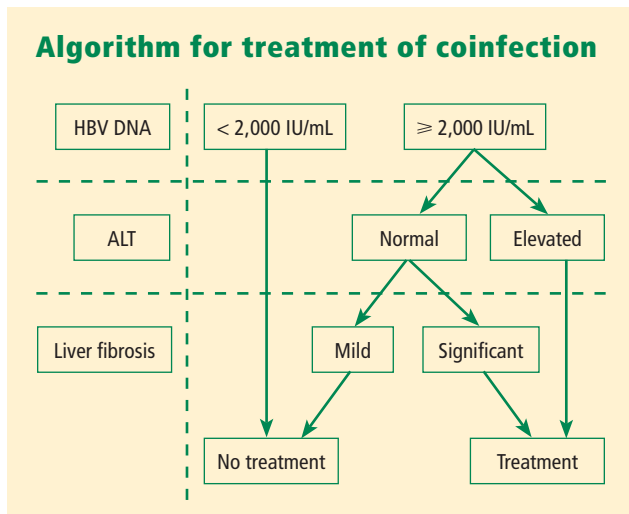 Algorithm for treatment of coinfection
HBV DNA
< 2,000 IU/mL
⩾ 2,000 IU/mL
ALT
Normal
Elevated
Liver fibrosis
Mild
Significant
No treatment
Treatment